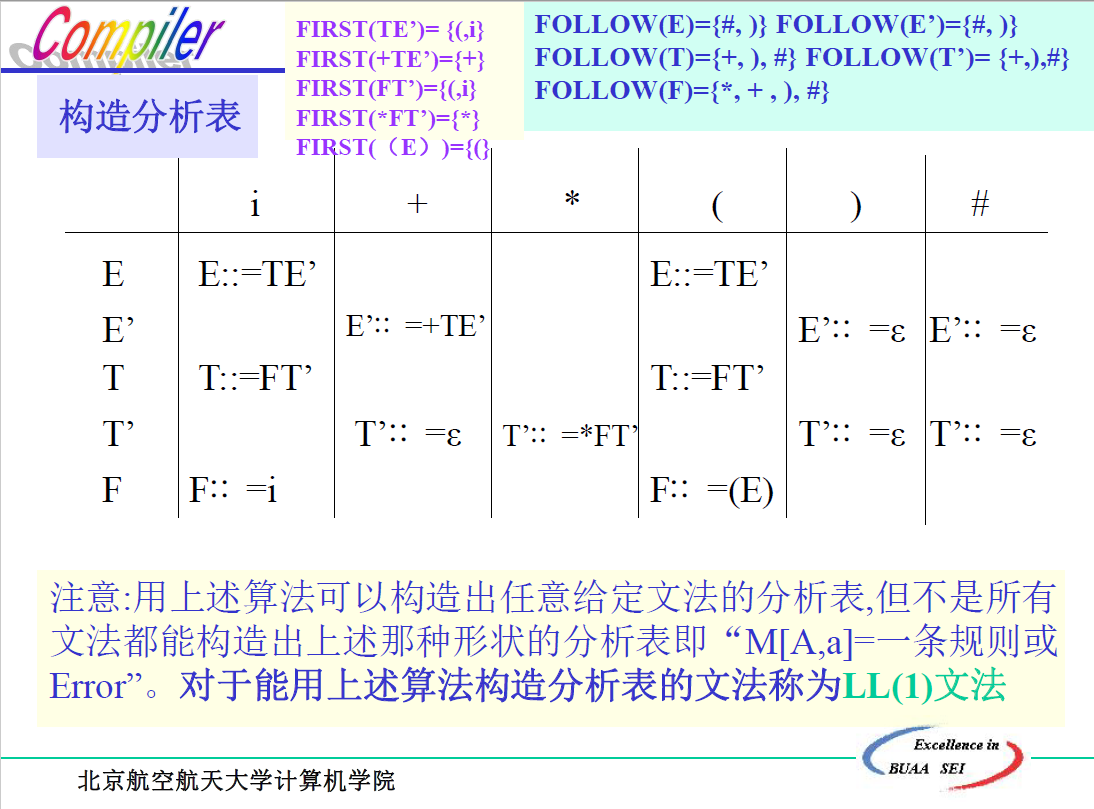 Compiler
构造分析表
FIRST(TE’)= {(,i}
FIRST(+TE’)={+}
FIRST(FT’)={(,i}
FIRST(*FT’)={*}
FIRST(（E）)={(}
FOLLOW(E)={#, )} FOLLOW(E’)={#, )}
FOLLOW(T)={+, ), #} FOLLOW(T’)= {+,),#}
FOLLOW(F)={*, + , ), #}
i + * ( ) #
E E::=TE’ E::=TE’
E’ E’:: =+TE’ E’:: =ε E’:: =ε
T T::=FT’ T::=FT’
T’ T’:: =ε T’:: =*FT’ T’:: =ε T’:: =ε
F F:: =i F:: =(E)
注意:用上述算法可以构造出任意给定文法的分析表,但不是所有
文法都能构造出上述那种形状的分析表即“M[A,a]=一条规则或
Error”。对于能用上述算法构造分析表的文法称为LL(1)文法
北京航空航天大学计算机学院
Excellence in
BUAA SEI